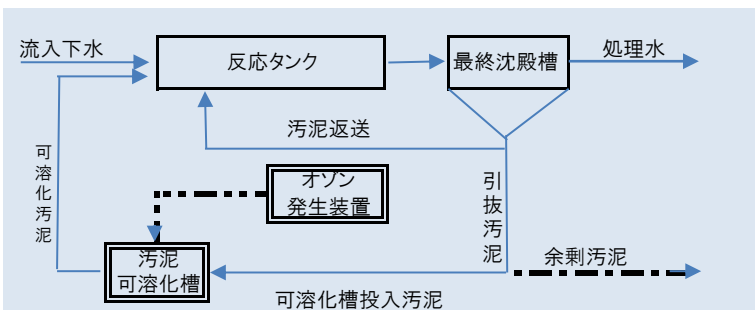 流入下水
反応タンク
最終沈殿槽
処理水
汚泥返送
可溶化汚泥
オゾン
発生装置
引抜汚泥
汚泥
可溶化槽
余剰汚泥
可溶化槽投入汚泥